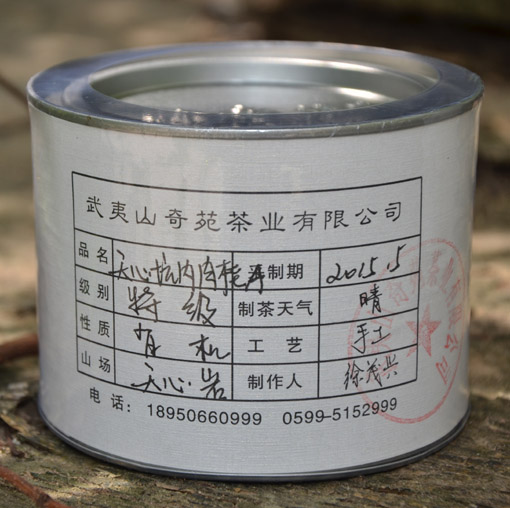 武夷山奇苑茶业有限公司
品名 天心坑内肉桂 采制期 2015.5
级别 特级 制茶天气 晴
性质 有机 工艺 手工
山场 天心岩 制作人 徐茂兴
电话: 18950660999 0599-5152999